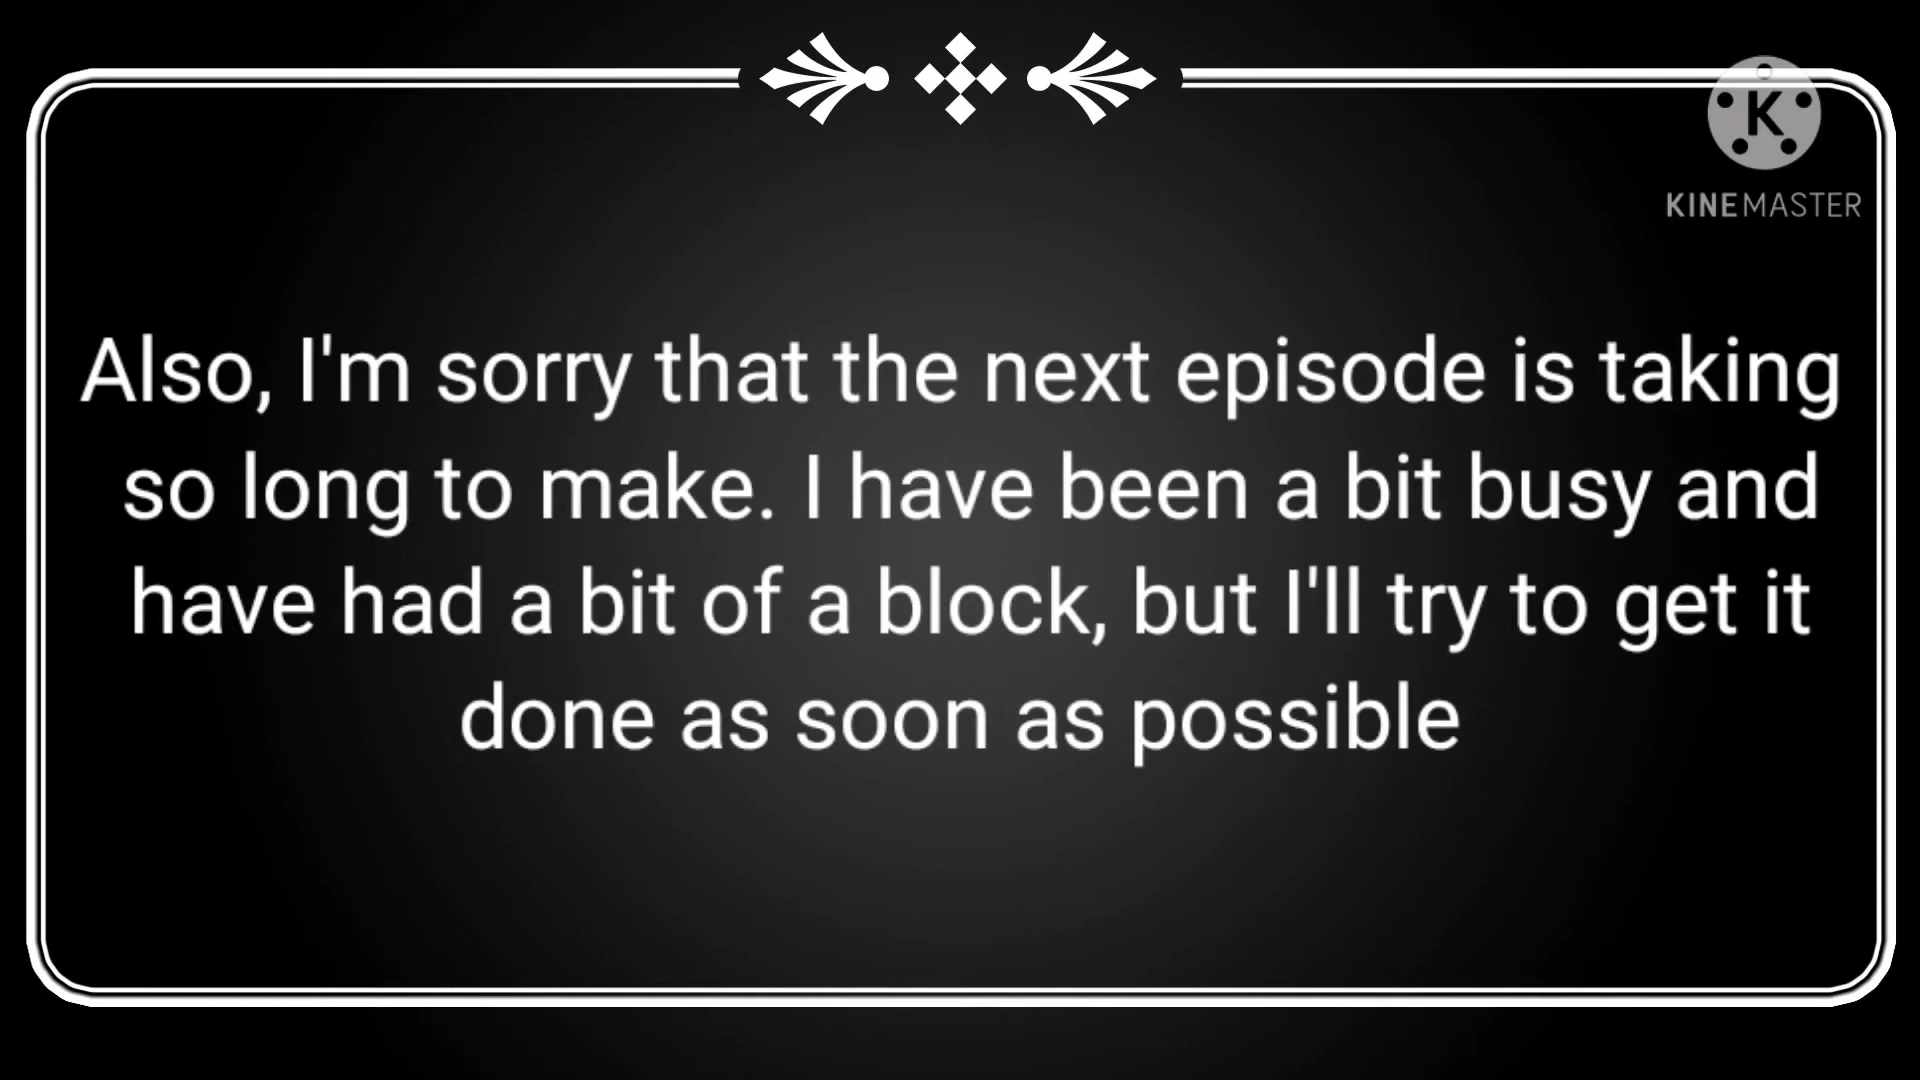 K
KINEMASTER
Also, I'm sorry that the next episode is taking
so long to make. I have been a bit busy and
have had a bit of a block, but I'll try to get it
done as soon as possible